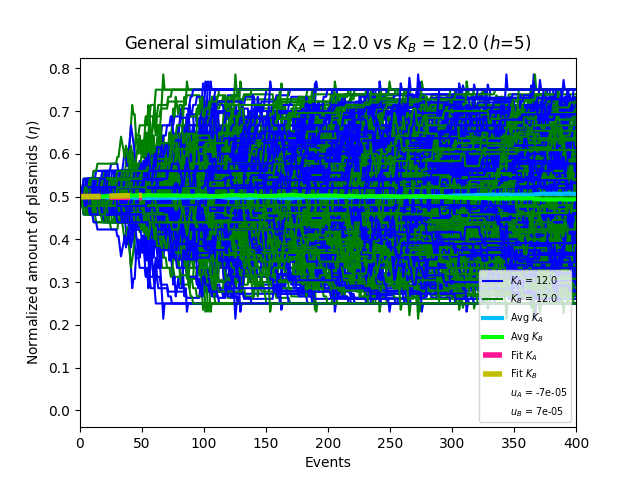 General simulation K_A = 12.0 vs K_B = 12.0 (h=5)
Normalized amount of plasmids (η)
0.8
0.7
0.6
0.5
0.4
0.3
0.2
0.1
0.0
K_A = 12.0
K_B = 12.0
Avg K_A
Avg K_B
Fit K_A
Fit K_B
u_A = -7e-05
u_B = 7e-05
0 50 100 150 200 250 300 350 400
Events